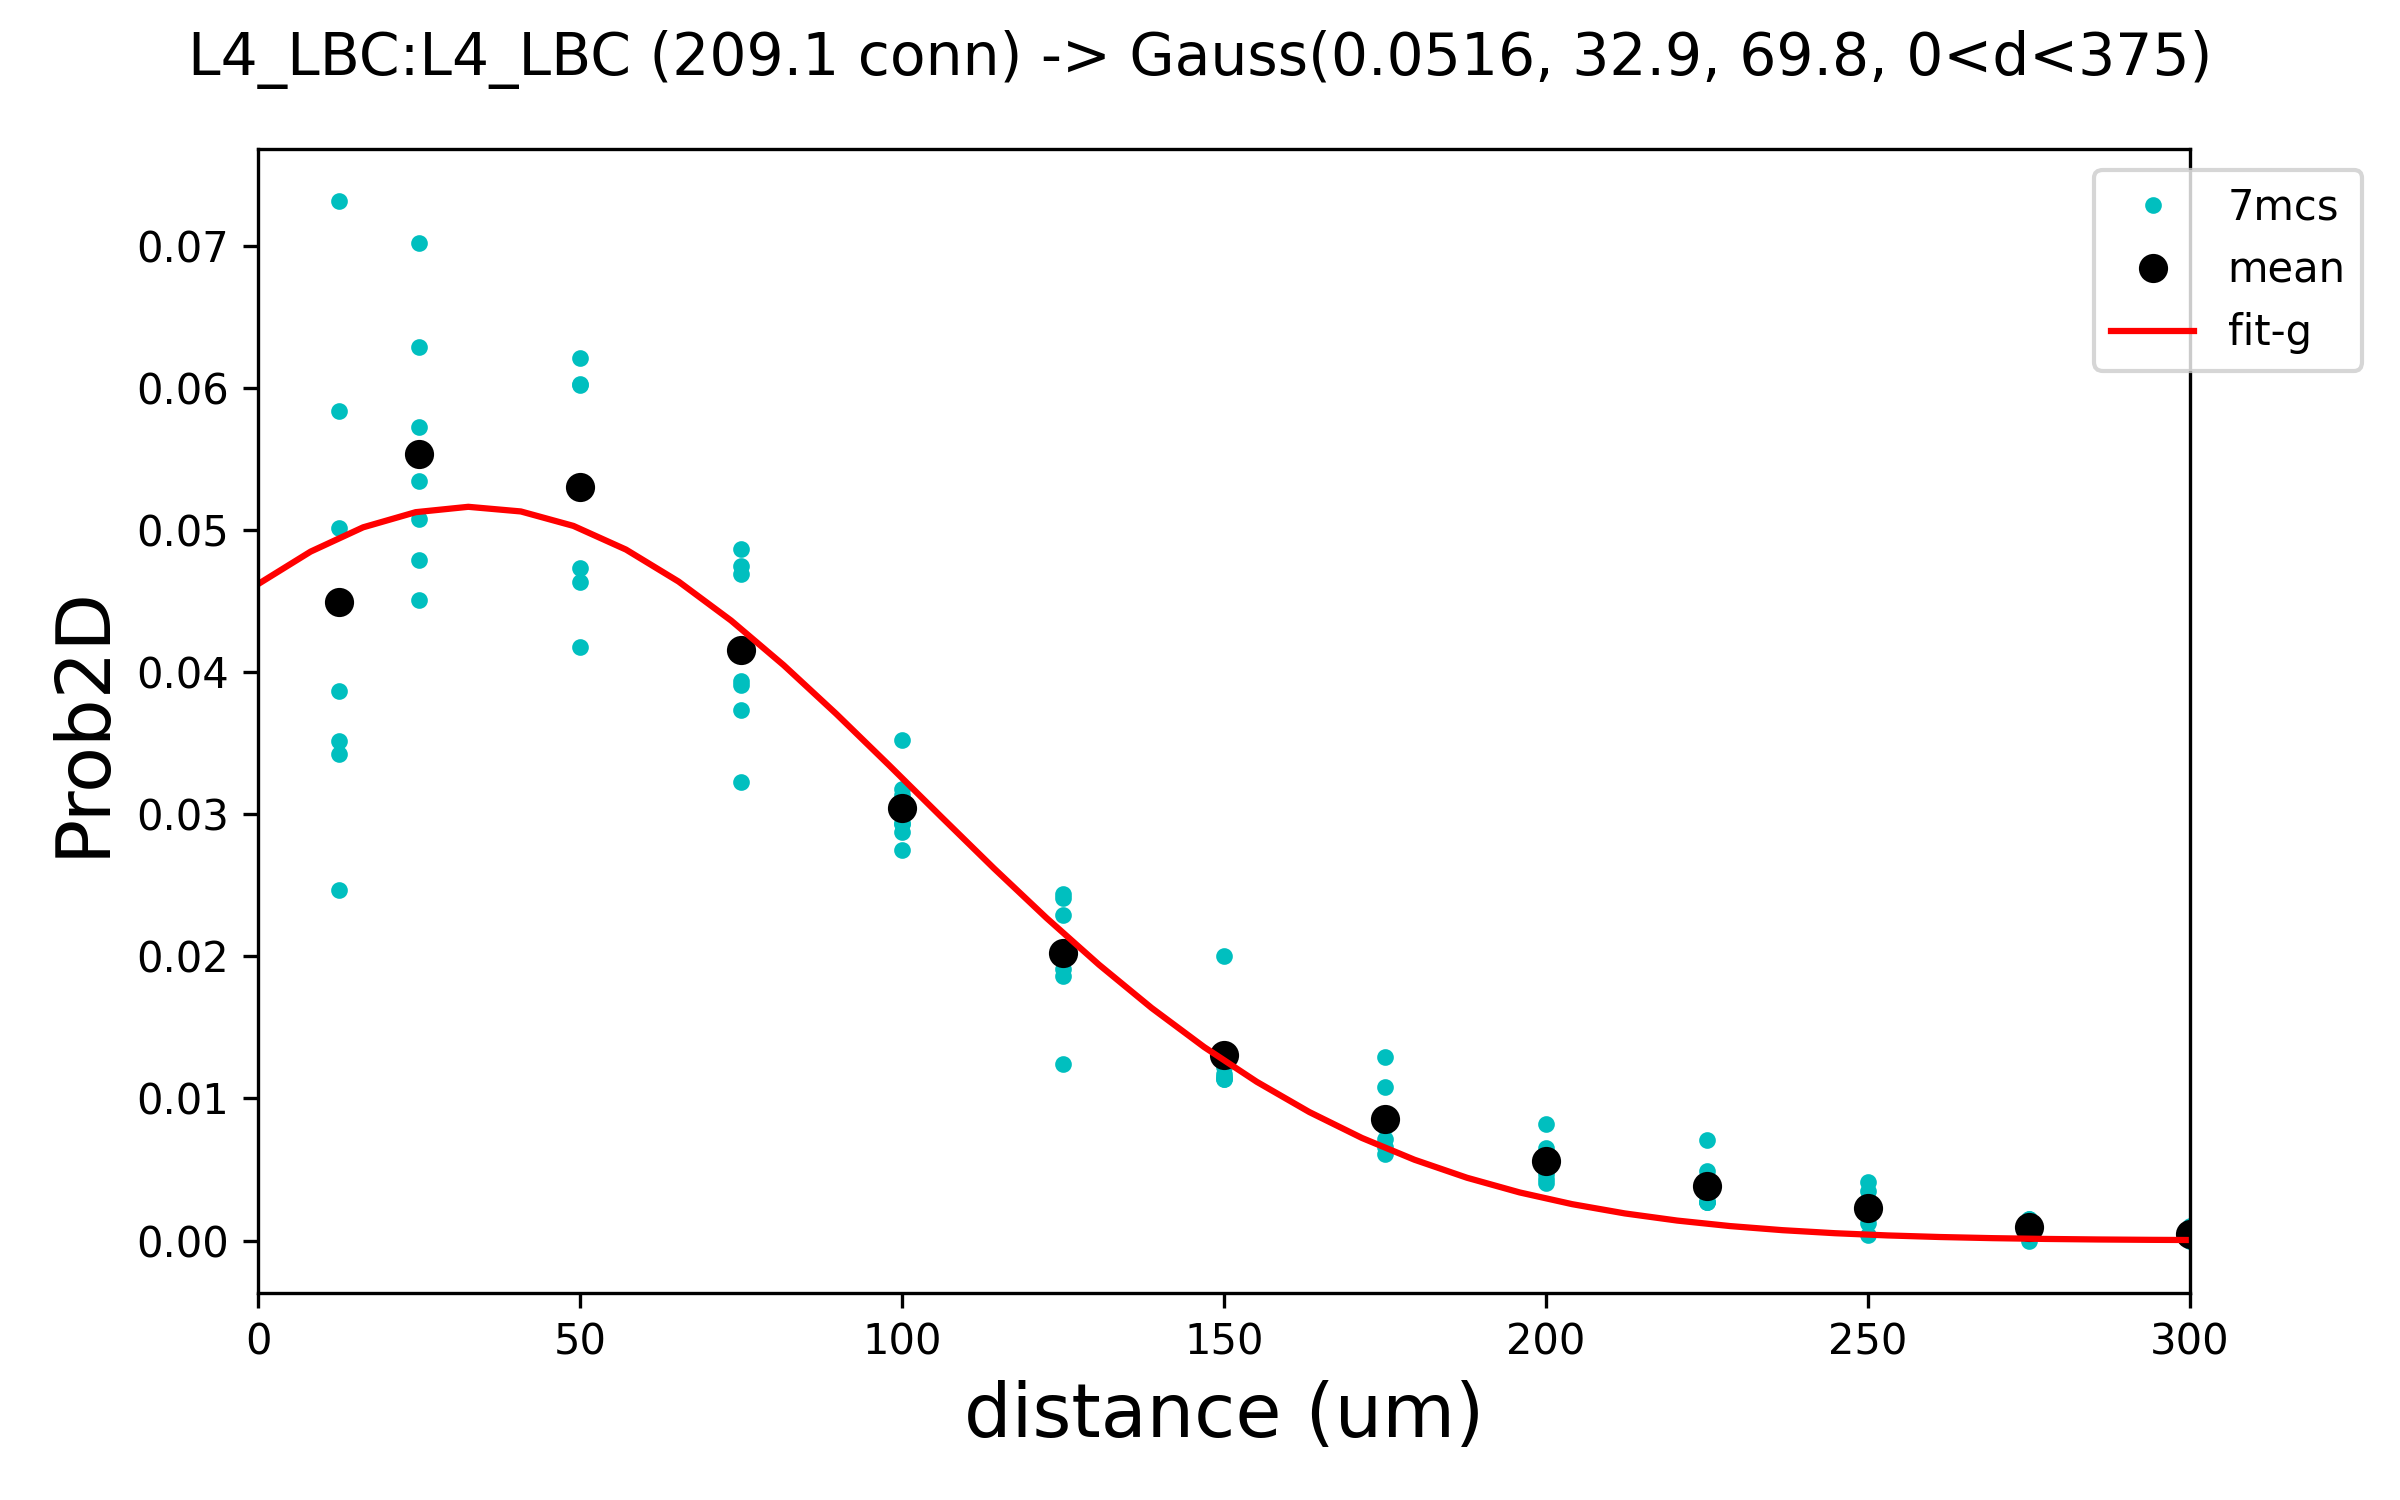 L4_LBC:L4_LBC (209.1 conn) -> Gauss(0.0516, 32.9, 69.8, 0<d<375)
7mcs
mean
fit-g
Prob2D
0.07
0.06
0.05
0.04
0.03
0.02
0.01
0.00
0
50
100
150
200
250
300
distance (um)